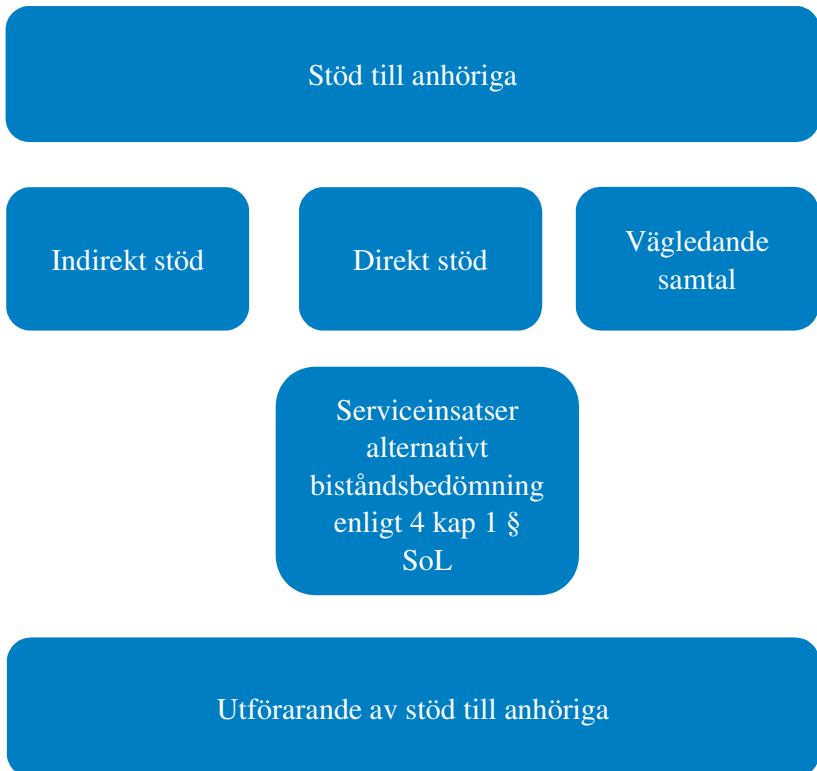 Stöd till anhöriga
Indirekt stöd
Direkt stöd
Vägledande
samtal
Serviceinsatser
alternativt
biståndsbedömning
enligt 4 kap 1 §
SoL
Utförarande av stöd till anhöriga